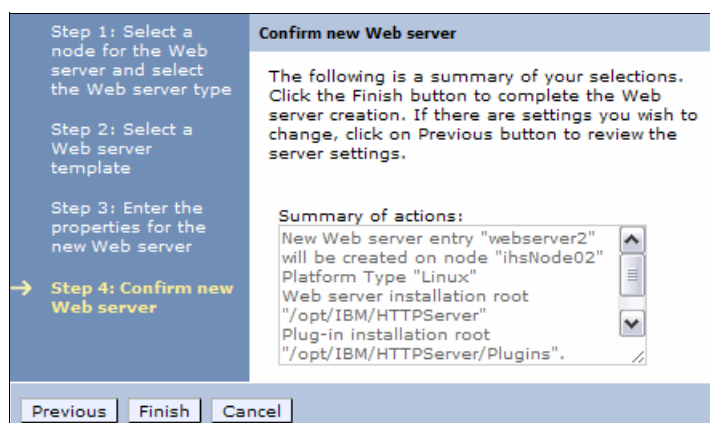 Step 1: Select a
node for the Web
server and select
the Web server type
Step 2: Select a
Web server
template
Step 3: Enter the
properties for the
new Web server
Step 4: Confirm new
Web server
Confirm new Web server
The following is a summary of your selections.
Click the Finish button to complete the Web
server creation. If there are settings you wish to
change, click on Previous button to review the
server settings.
Summary of actions:
New Web server entry "webserver2"
will be created on node "ihsNode02"
Platform Type "Linux"
Web server installation root
"/opt/IBM/HTTPServer"
Plug-in installation root
"/opt/IBM/HTTPServer/Plugins".
Previous Finish Cancel